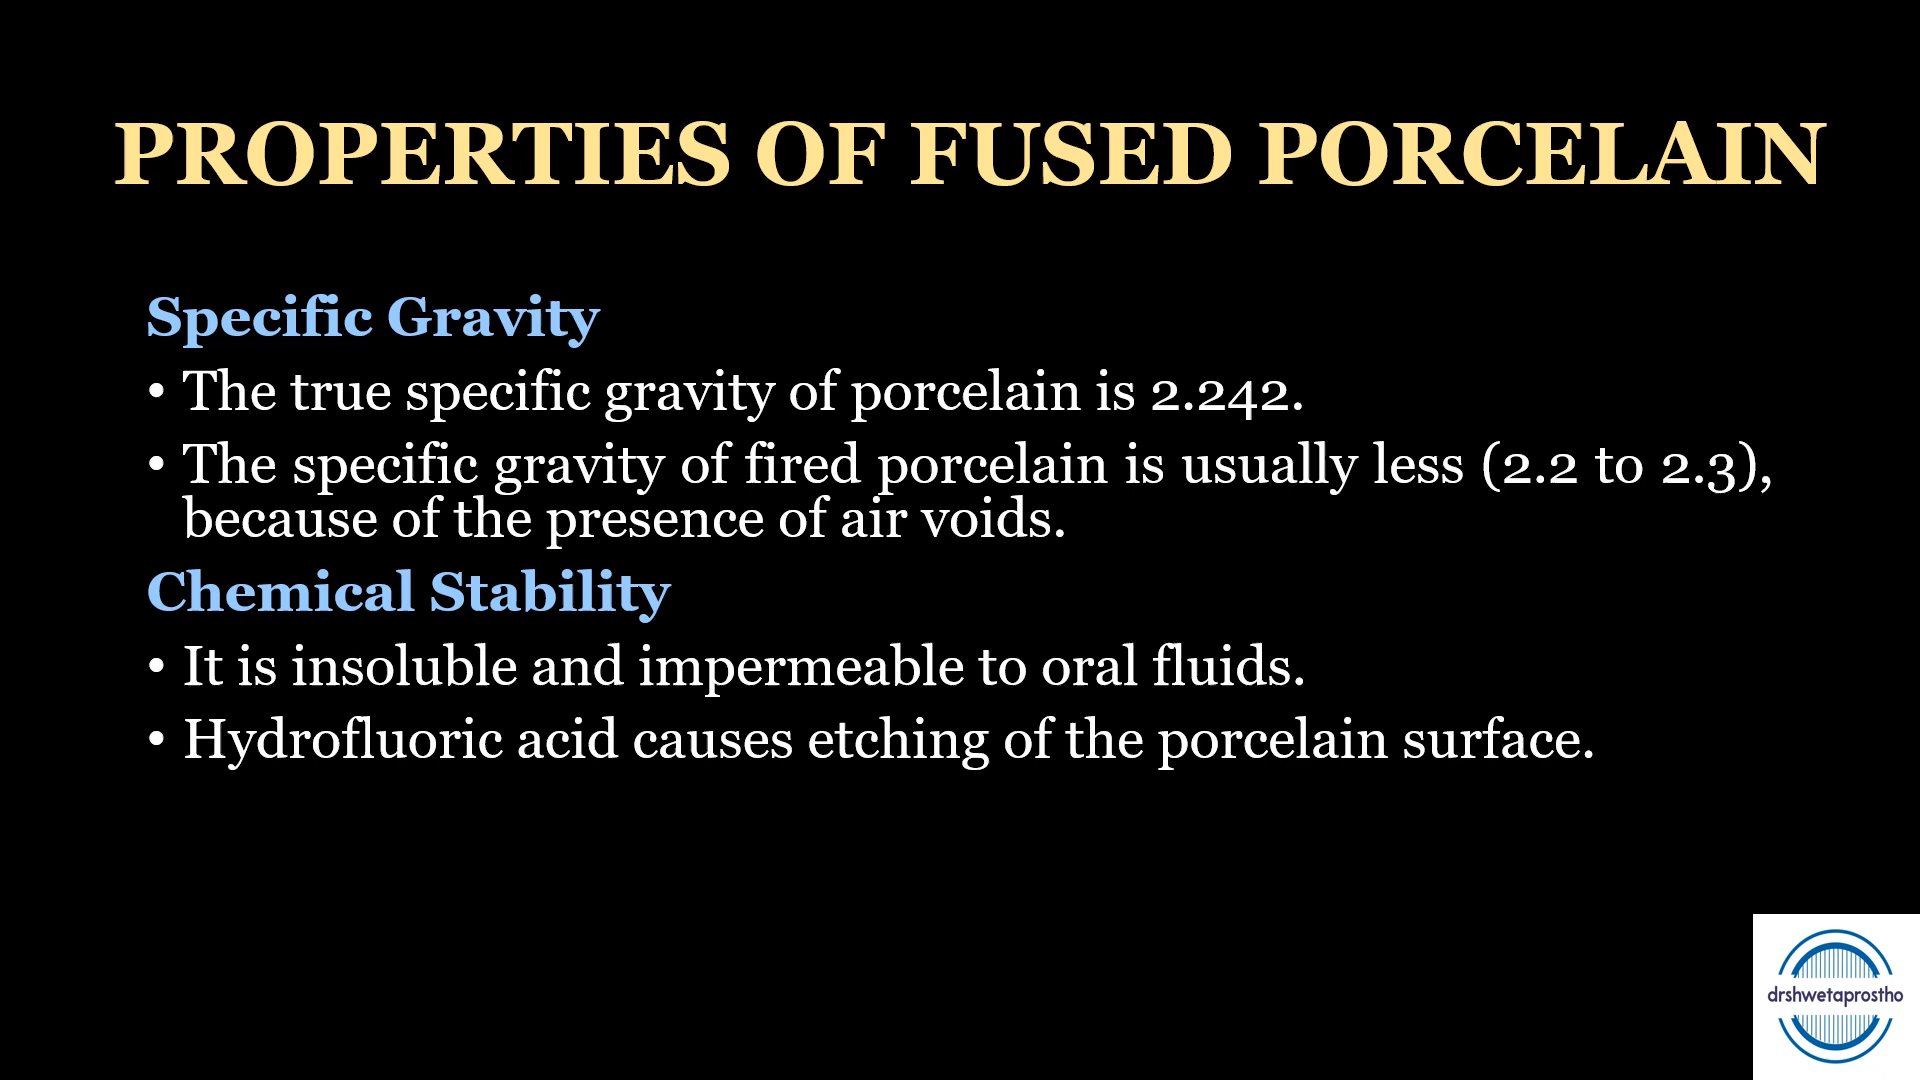 PROPERTIES OF FUSED PORCELAIN
Specific Gravity
• The true specific gravity of porcelain is 2.242.
• The specific gravity of fired porcelain is usually less (2.2 to 2.3),
because of the presence of air voids.
Chemical Stability
• It is insoluble and impermeable to oral fluids.
• Hydrofluoric acid causes etching of the porcelain surface.
drshwetaprostho